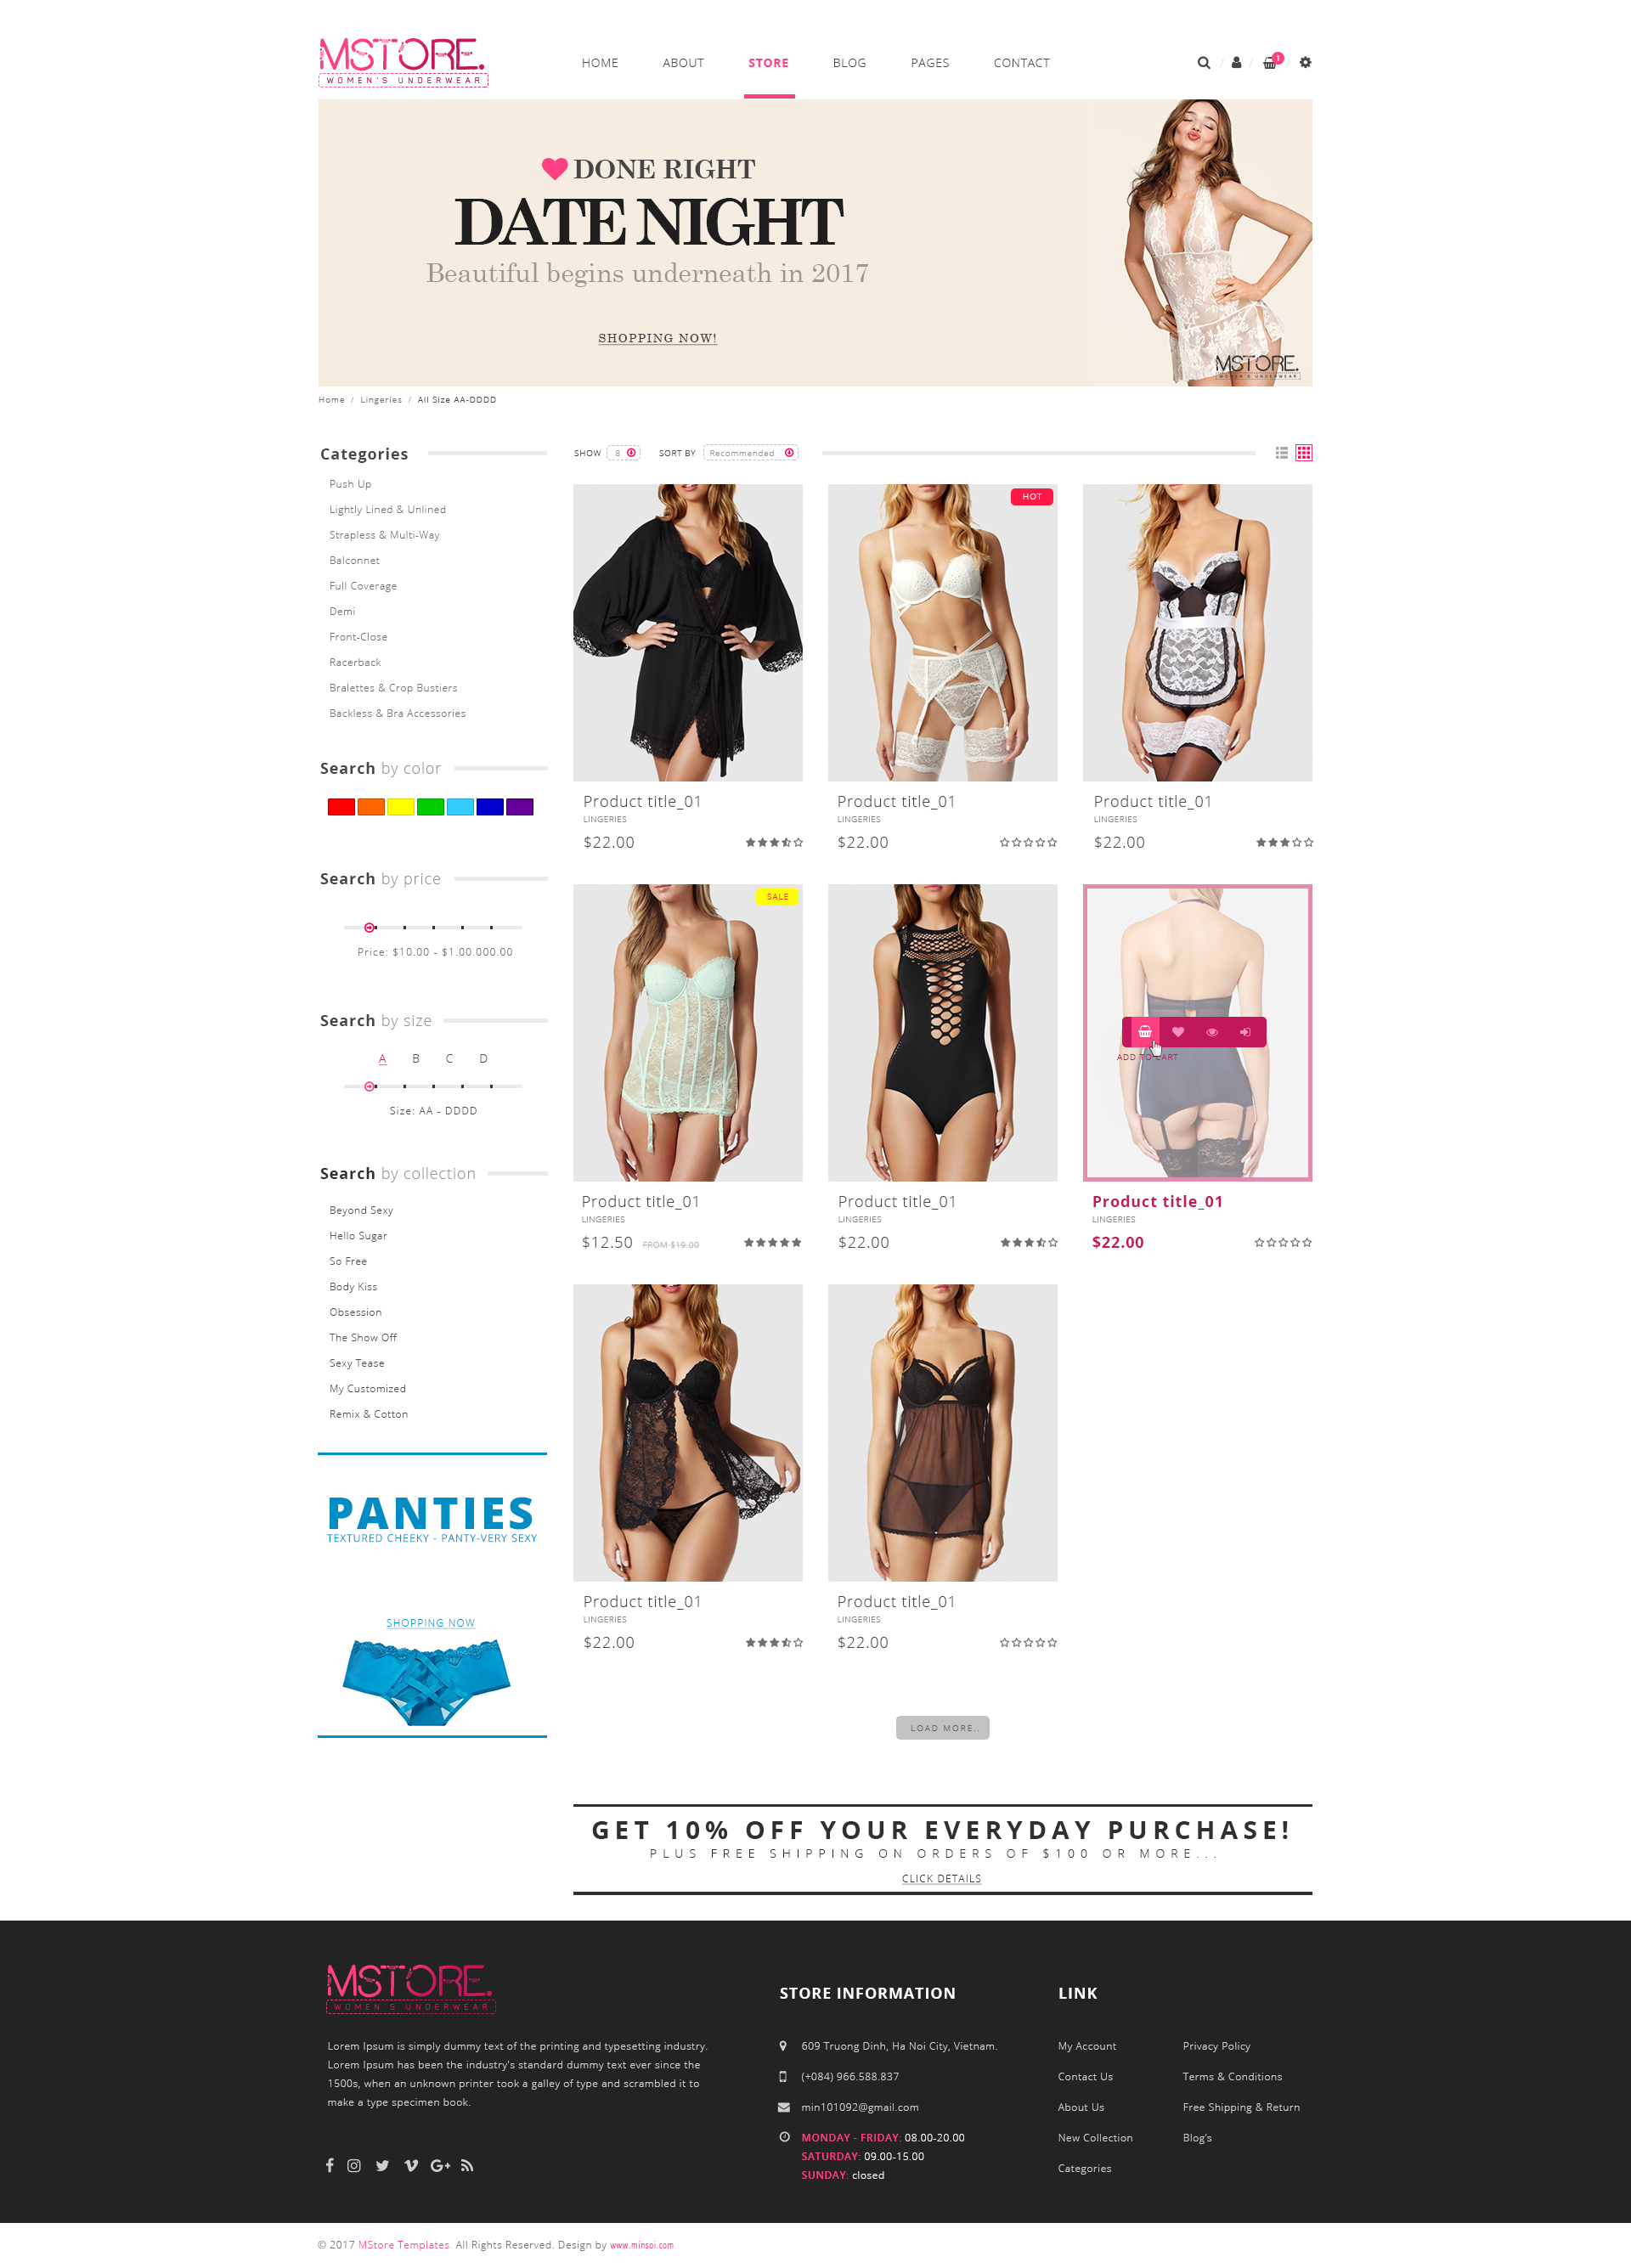 MSTORE.
WOMEN'S UNDERWEAR
HOME ABOUT STORE BLOG PAGES CONTACT
1
DONE RIGHT
DATE NIGHT
Beautiful begins underneath in 2017
SHOPPING NOW!
MSTORE.
WOMEN'S UNDERWEAR
Home / Lingeries / All Size AA-DDDD
Categories
Push Up
Lightly Lined & Unlined
Strapless & Multi-Way
Balconnet
Full Coverage
Demi
Front-Close
Racerback
Bralettes & Crop Bustiers
Backless & Bra Accessories
Search by color
Search by price
Price: $10.00 - $1.00.000.00
Search by size
A B C D
Size: AA - DDDD
Search by collection
Beyond Sexy
Hello Sugar
So Free
Body Kiss
Obsession
The Show Off
Sexy Tease
My Customized
Remix & Cotton
PANTIES
TEXTURED CHEEKY - PANTY-VERY SEXY
SHOPPING NOW
SHOW 8 SORT BY Recommended
HOT
Product title_01
LINGERIES
$22.00
Product title_01
LINGERIES
$22.00
Product title_01
LINGERIES
$22.00
SALE
ADD TO CART
Product title_01
LINGERIES
$12.50 FROM $19.00
Product title_01
LINGERIES
$22.00
Product title_01
LINGERIES
$22.00
Product title_01
LINGERIES
$22.00
Product title_01
LINGERIES
$22.00
LOAD MORE..
GET 10% OFF YOUR EVERYDAY PURCHASE!
PLUS FREE SHIPPING ON ORDERS OF $100 OR MORE...
CLICK DETAILS
MSTORE.
WOMEN'S UNDERWEAR
Lorem Ipsum is simply dummy text of the printing and typesetting industry.
Lorem Ipsum has been the industry's standard dummy text ever since the
1500s, when an unknown printer took a galley of type and scrambled it to
make a type specimen book.
STORE INFORMATION
609 Truong Dinh, Ha Noi City, Vietnam.
(+084) 966.588.837
min101092@gmail.com
MONDAY - FRIDAY: 08.00-20.00
SATURDAY: 09.00-15.00
SUNDAY: closed
LINK
My Account
Contact Us
About Us
New Collection
Categories
Privacy Policy
Terms & Conditions
Free Shipping & Return
Blog's
© 2017 MStore Templates. All Rights Reserved. Design by www.minsoi.com